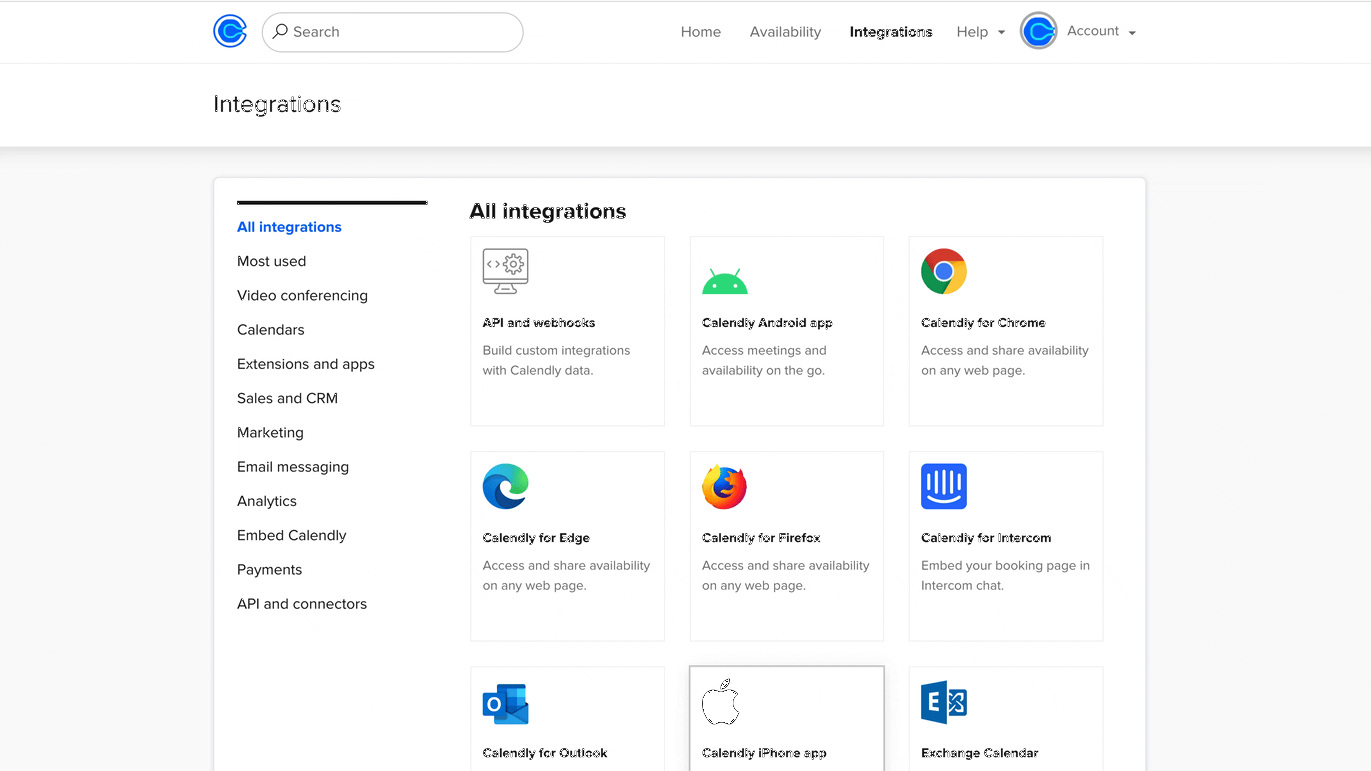 Search
Home
Availability
Integrations
Help
Account
Integrations
All integrations
Most used
Video conferencing
Calendars
Extensions and apps
Sales and CRM
Marketing
Email messaging
Analytics
Embed Calendly
Payments
API and connectors
All integrations
API and webhooks
Build custom integrations
with Calendly data.
Calendly Android app
Access meetings and
availability on the go.
Calendly for Chrome
Access and share availability
on any web page.
Calendly for Edge
Access and share availability
on any web page.
Calendly for Firefox
Access and share availability
on any web page.
Calendly for Intercom
Embed your booking page in
Intercom chat.
Calendly for Outlook
Calendly iPhone app
Exchange Calendar